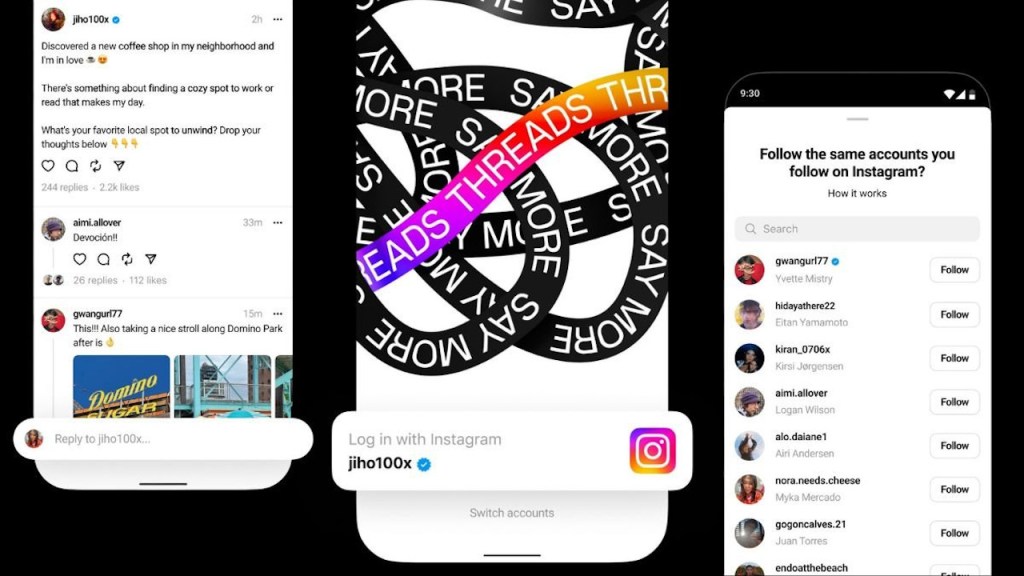 jiho100x
2h
Discovered a new coffee shop in my neighborhood and
I'm in love ☕😍
There's something about finding a cozy spot to work or
read that makes my day.
What's your favorite local spot to unwind? Drop your
thoughts below 👇👇👇
244 replies · 2.2k likes
aimi.allover
33m
Devoción!!
26 replies · 112 likes
gwangurl77
15m
This!!! Also taking a nice stroll along Domino Park
after is 👌
Domino
SUGAR
Reply to jiho100x...
SAY
SAY MORE
MORE SAY
THREADS THR
READS
SAY MORE
MORE
SAY MORE
SAY MORE
SAY MORE
MORE SAY
Log in with Instagram
jiho100x
Switch accounts
9:30
Follow the same accounts you
follow on Instagram?
How it works
Search
gwangurl77
Yvette Mistry
Follow
hidayathere22
Eitan Yamamoto
Follow
kiran_0706x
Kirsi Jørgensen
Follow
aimi.allover
Logan Wilson
Follow
alo.daiane1
Airi Andersen
Follow
nora.needs.cheese
Myka Mercado
Follow
gogoncalves.21
Juan Torres
Follow
endoatthebeach
Follow